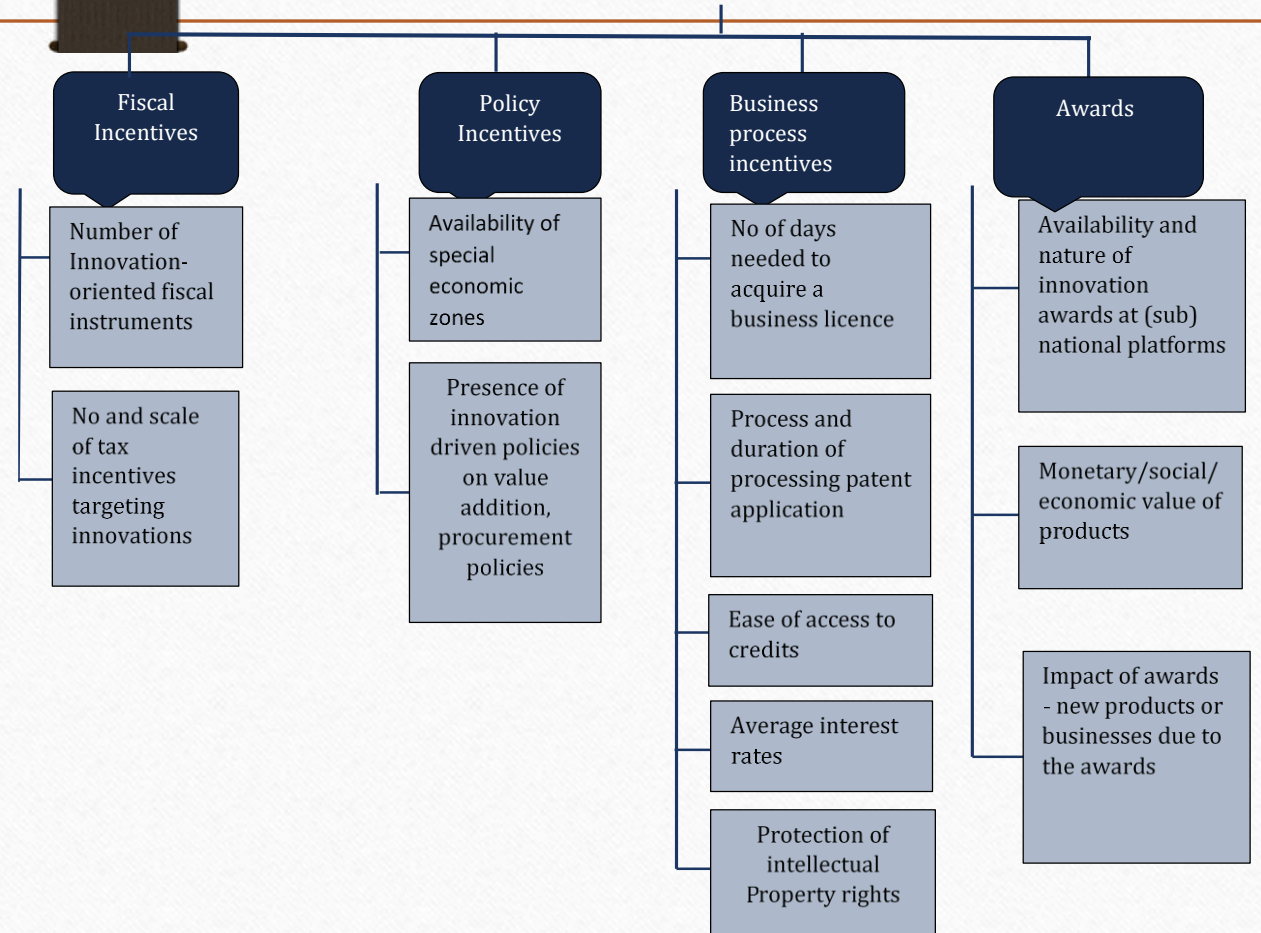 Fiscal
Incentives
Number of
Innovation-
oriented fiscal
instruments
No and scale
of tax
incentives
targeting
innovations
Policy
Incentives
Availability of
special
economic
zones
Presence of
innovation
driven policies
on value
addition,
procurement
policies
Business
process
incentives
No of days
needed to
acquire a
business licence
Process and
duration of
processing patent
application
Ease of access to
credits
Average interest
rates
Protection of
intellectual
Property rights
Awards
Availability and
nature of
innovation
awards at (sub)
national platforms
Monetary/social/
economic value of
products
Impact of awards
- new products or
businesses due to
the awards